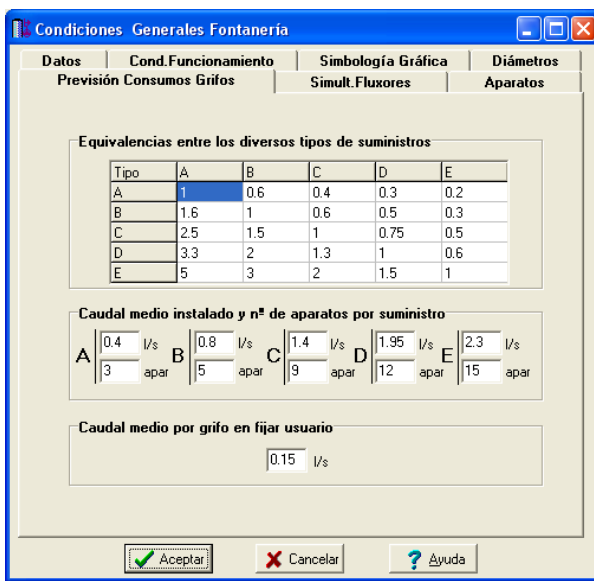 Condiciones Generales Fontanería
Datos Cond.Funcionamiento Simbología Gráfica Diámetros
Previsión Consumos Grifos Simult.Fluxores Aparatos
Equivalencias entre los diversos tipos de suministros
Tipo A B C D E
A 1 0.6 0.4 0.3 0.2
B 1.6 1 0.6 0.5 0.3
C 2.5 1.5 1 0.75 0.5
D 3.3 2 1.3 1 0.6
E 5 3 2 1.5 1
Caudal medio instalado y nº de aparatos por suministro
A 0.4 l/s 3 apar B 0.8 l/s 5 apar C 1.4 l/s 9 apar D 1.95 l/s 12 apar E 2.3 l/s 15 apar
Caudal medio por grifo en fijar usuario
0.15 l/s
Aceptar Cancelar Ayuda